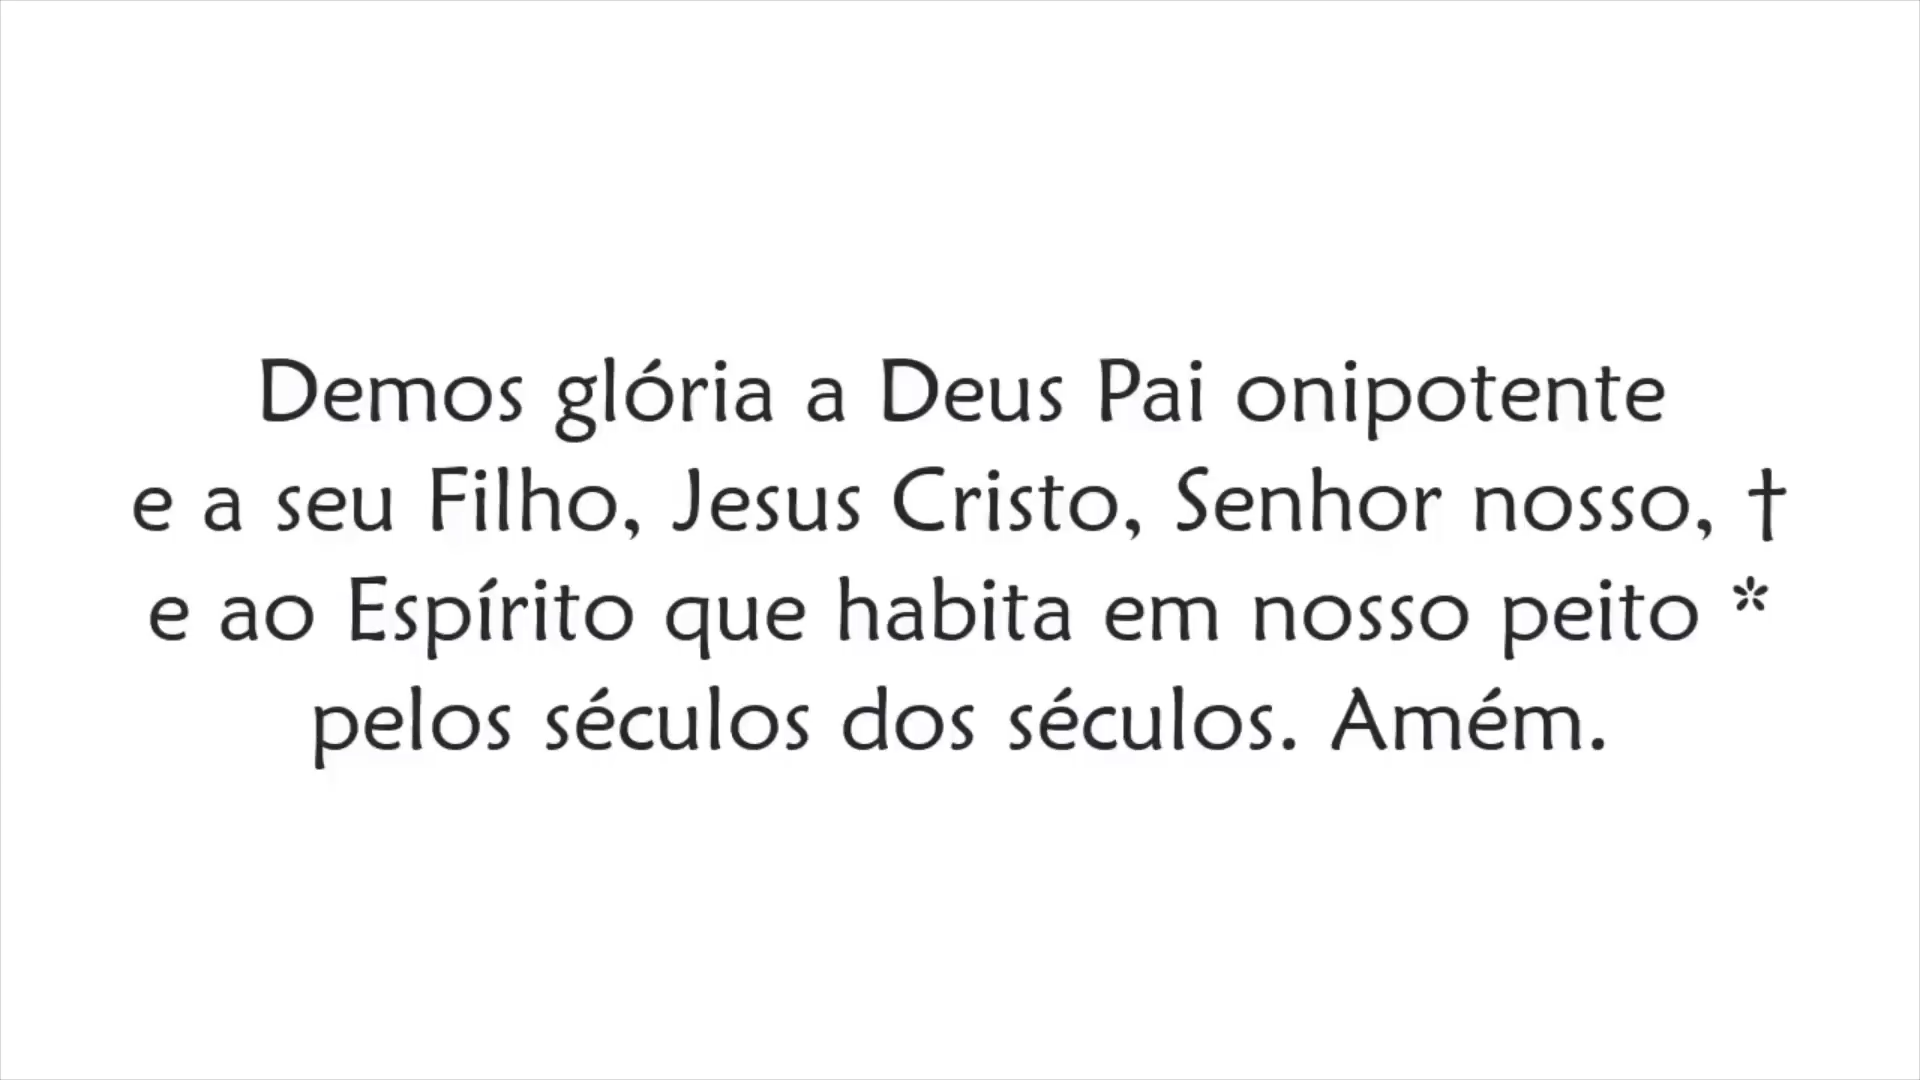 Demos glória a Deus Pai onipotente
e a seu Filho, Jesus Cristo, Senhor nosso, †
e ao Espírito que habita em nosso peito *
pelos séculos dos séculos. Amém.